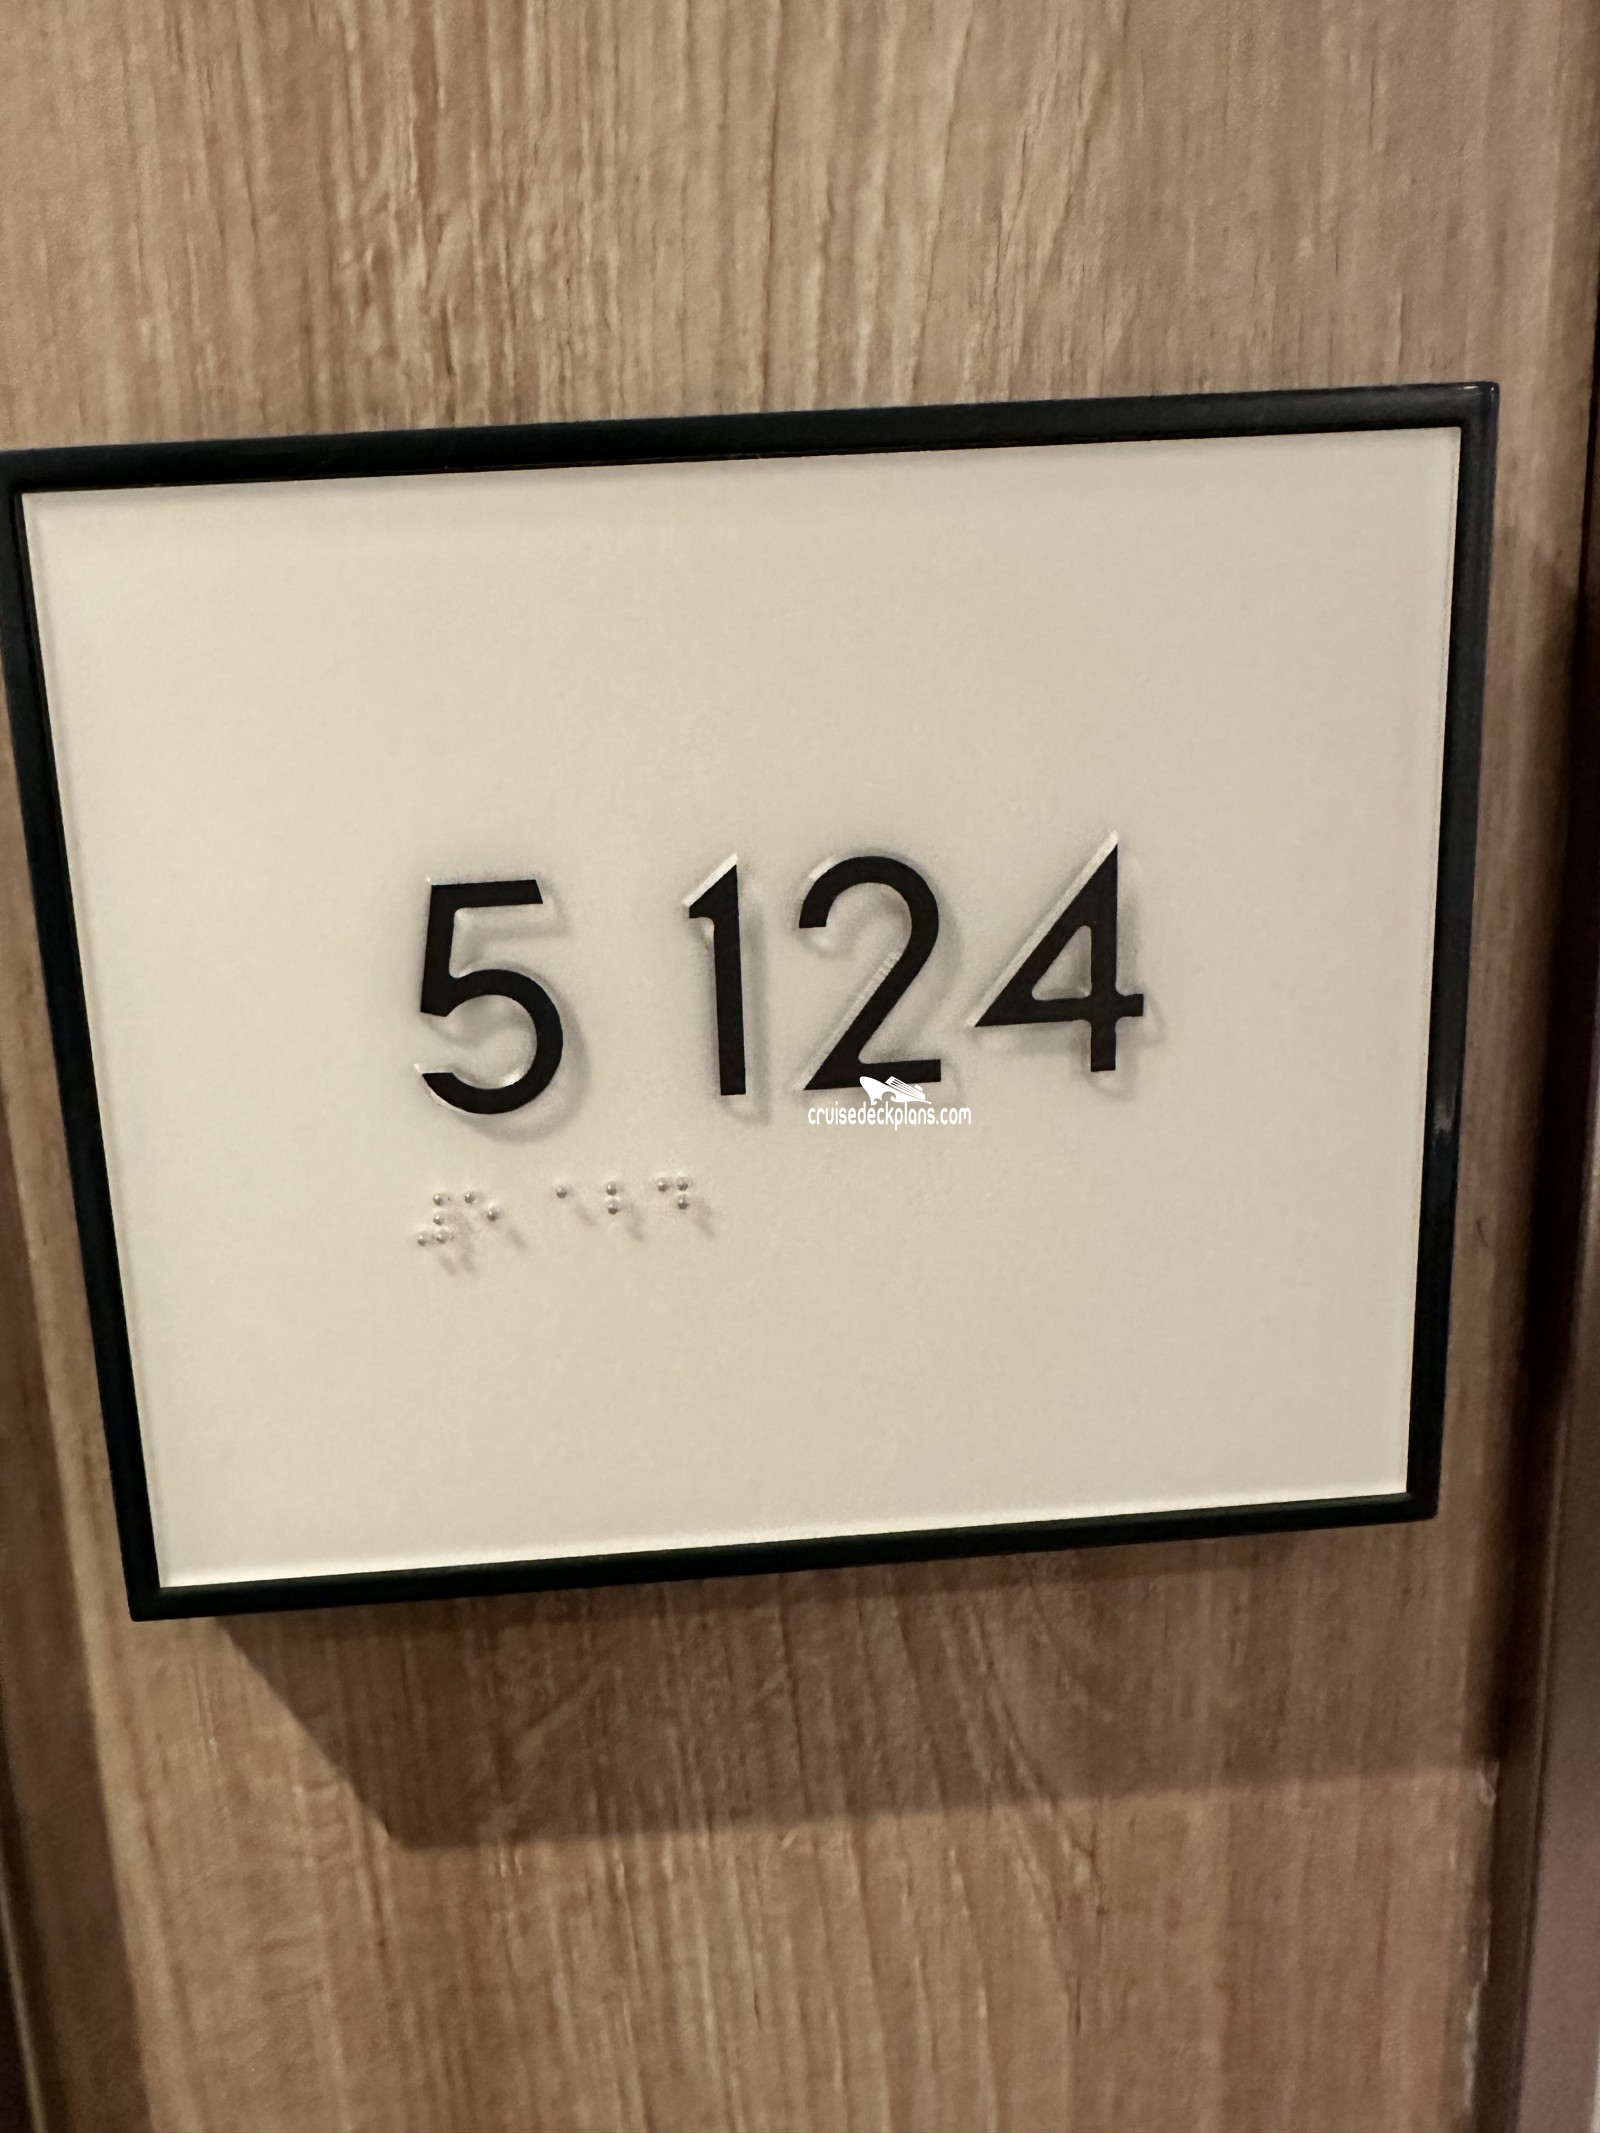 5 124
cruisedeckplans.com
⠼⠑⠁⠃⠙